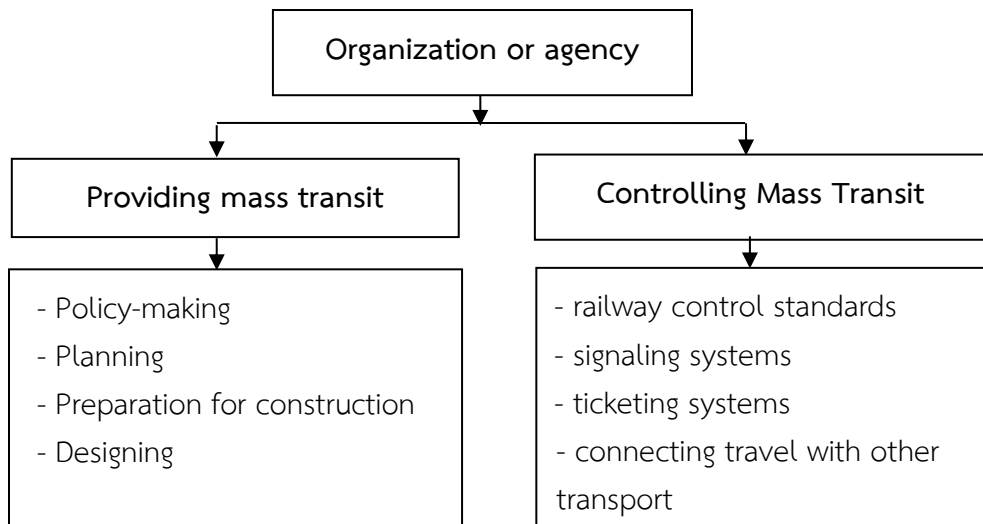 Organization or agency
Providing mass transit
Controlling Mass Transit
- Policy-making
- Planning
- Preparation for construction
- Designing
- railway control standards
- signaling systems
- ticketing systems
- connecting travel with other
transport